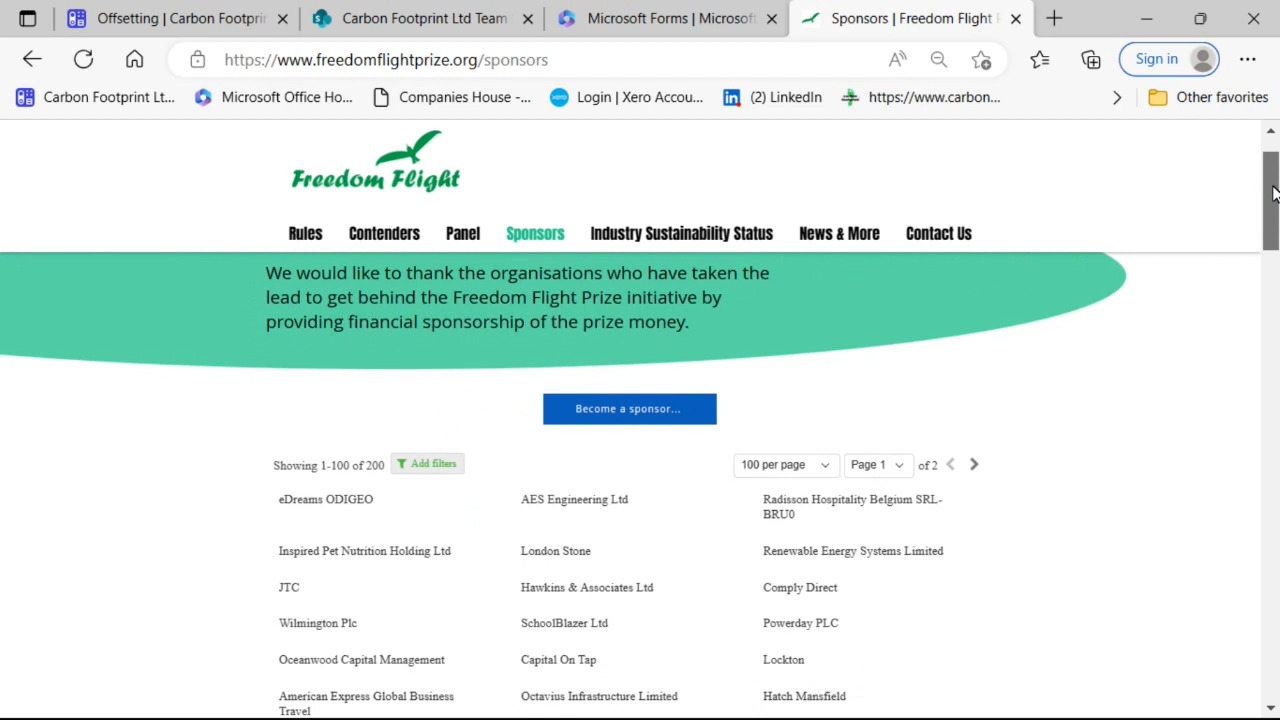 Offsetting | Carbon Footpri
Carbon Footprint Ltd Team
Microsoft Forms | Microsof
Sponsors | Freedom Flight P
https://www.freedomflightprize.org/sponsors
Sign in
Carbon Footprint Lt...
Microsoft Office Ho...
Companies House -...
Login | Xero Accou...
(2) LinkedIn
https://www.carbon...
Other favorites
Freedom Flight
Rules
Contenders
Panel
Sponsors
Industry Sustainability Status
News & More
Contact Us
We would like to thank the organisations who have taken the
lead to get behind the Freedom Flight Prize initiative by
providing financial sponsorship of the prize money.
Become a sponsor...
Showing 1-100 of 200
Add filters
100 per page
Page 1
of 2
eDreams ODIGEO
AES Engineering Ltd
Radisson Hospitality Belgium SRL-
BRU0
Inspired Pet Nutrition Holding Ltd
London Stone
Renewable Energy Systems Limited
JTC
Hawkins & Associates Ltd
Comply Direct
Wilmington Plc
SchoolBlazer Ltd
Powerday PLC
Oceanwood Capital Management
Capital On Tap
Lockton
American Express Global Business
Travel
Octavius Infrastructure Limited
Hatch Mansfield